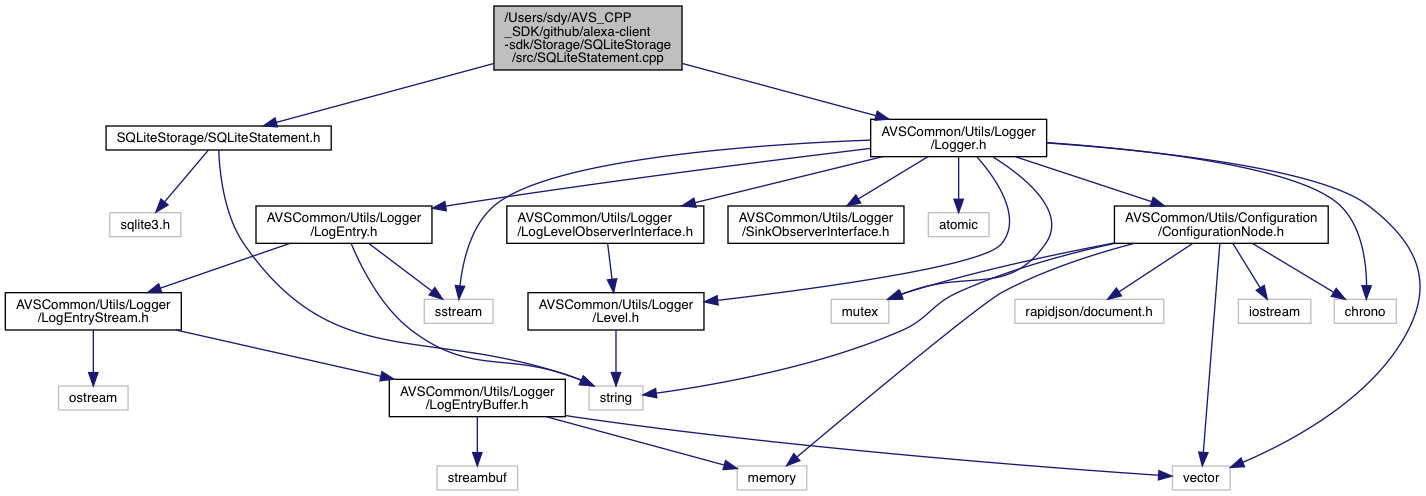 /Users/sdy/AVS_CPP
_SDK/github/alexa-client
-sdk/Storage/SQLiteStorage
/src/SQLiteStatement.cpp
SQLiteStorage/SQLiteStatement.h
AVSCommon/Utils/Logger
/Logger.h
sqlite3.h
AVSCommon/Utils/Logger
/LogEntry.h
AVSCommon/Utils/Logger
/LogLevelObserverInterface.h
AVSCommon/Utils/Logger
/SinkObserverInterface.h
atomic
AVSCommon/Utils/Configuration
/ConfigurationNode.h
AVSCommon/Utils/Logger
/LogEntryStream.h
sstream
AVSCommon/Utils/Logger
/Level.h
mutex
rapidjson/document.h
iostream
chrono
ostream
AVSCommon/Utils/Logger
/LogEntryBuffer.h
string
streambuf
memory
vector